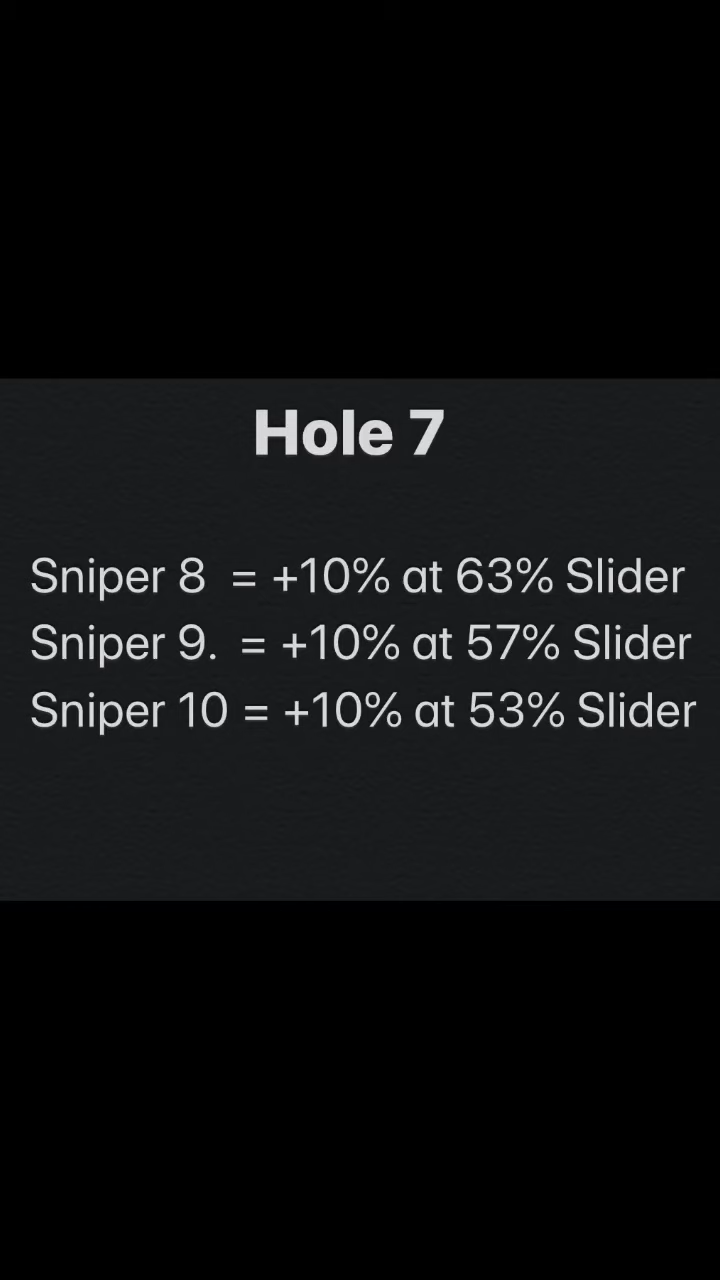 Hole 7
Sniper 8 = +10% at 63% Slider
Sniper 9. = +10% at 57% Slider
Sniper 10 = +10% at 53% Slider